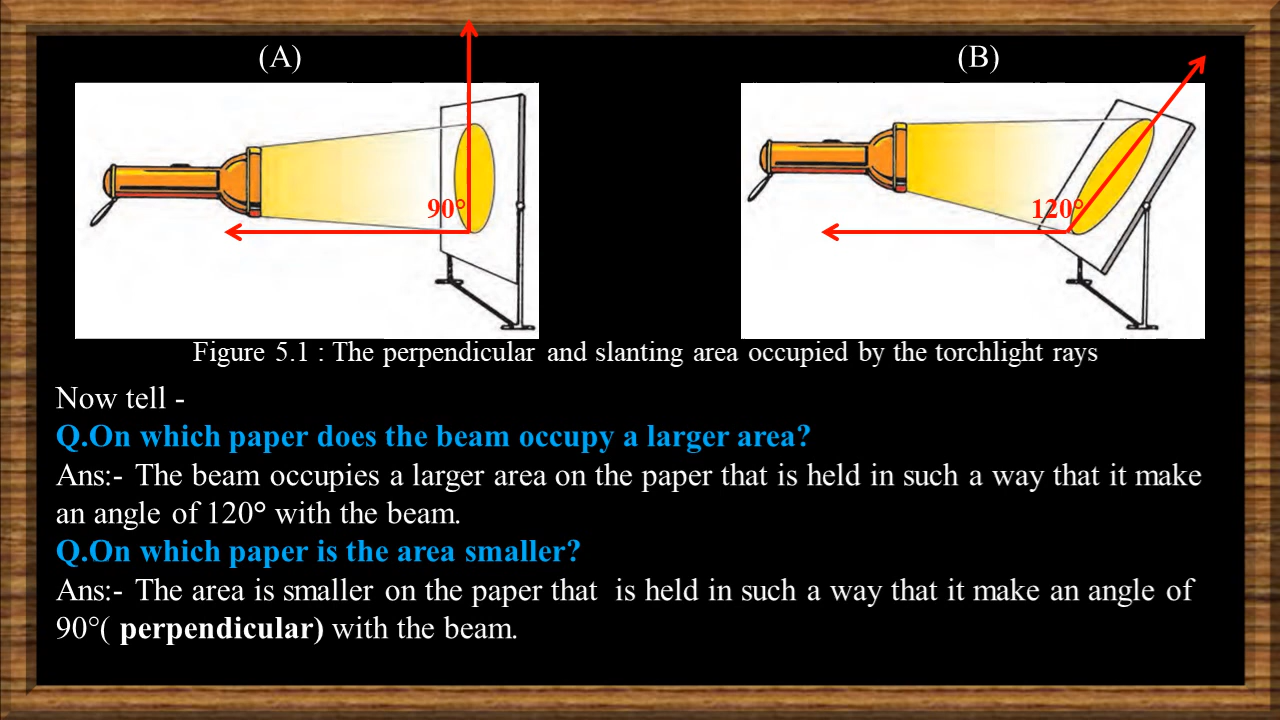 (A)
(B)
90°
120°
Figure 5.1 : The perpendicular and slanting area occupied by the torchlight rays
Now tell -
Q.On which paper does the beam occupy a larger area?
Ans:- The beam occupies a larger area on the paper that is held in such a way that it make
an angle of 120° with the beam.
Q.On which paper is the area smaller?
Ans:- The area is smaller on the paper that is held in such a way that it make an angle of
90°( perpendicular) with the beam.